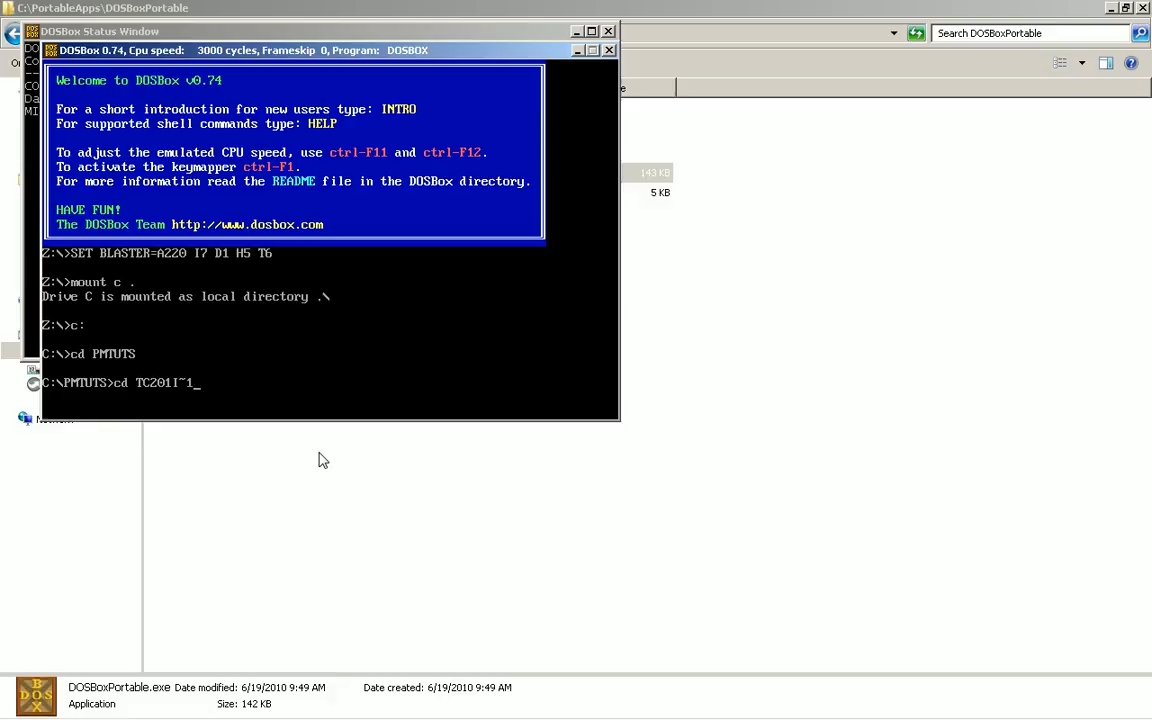 C:\PortableApps\DOSBoxPortable
DOSBox Status Window
Search DOSBoxPortable
DOSBox 0.74, Cpu speed:    3000 cycles, Frameskip  0, Program:   DOSBOX
Welcome to DOSBox v0.74
For a short introduction for new users type: INTRO
For supported shell commands type: HELP
To adjust the emulated CPU speed, use ctrl-F11 and ctrl-F12.
To activate the keymapper ctrl-F1.
For more information read the README file in the DOSBox directory.
HAVE FUN!
The DOSBox Team http://www.dosbox.com
143 KB
5 KB
Z:\>SET BLASTER=A220 I7 D1 H5 T6
Z:\>mount c .
Drive C is mounted as local directory .\
Z:\>c:
C:\>cd PMTUTS
C:\PMTUTS>cd TC201I~1_
DOSBoxPortable.exe Date modified: 6/19/2010 9:49 AM Date created: 6/19/2010 9:49 AM
Application Size: 142 KB